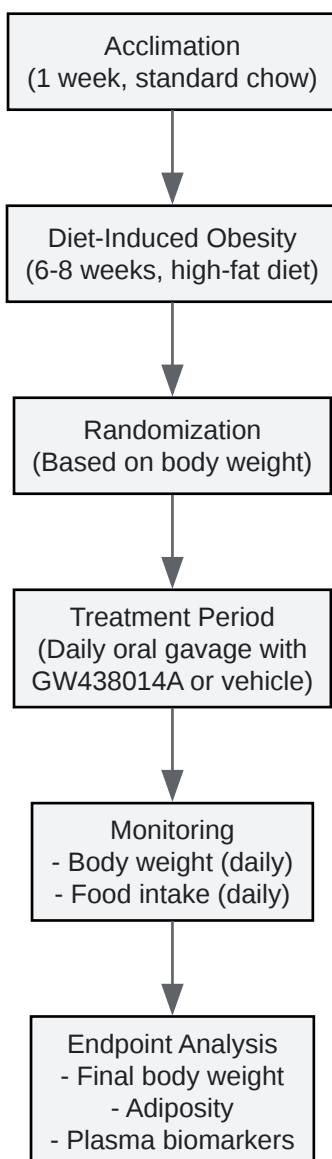 Acclimation
(1 week, standard chow)
Diet-Induced Obesity
(6-8 weeks, high-fat diet)
Randomization
(Based on body weight)
Treatment Period
(Daily oral gavage with
GW438014A or vehicle)
Monitoring
- Body weight (daily)
- Food intake (daily)
Endpoint Analysis
- Final body weight
- Adiposity
- Plasma biomarkers